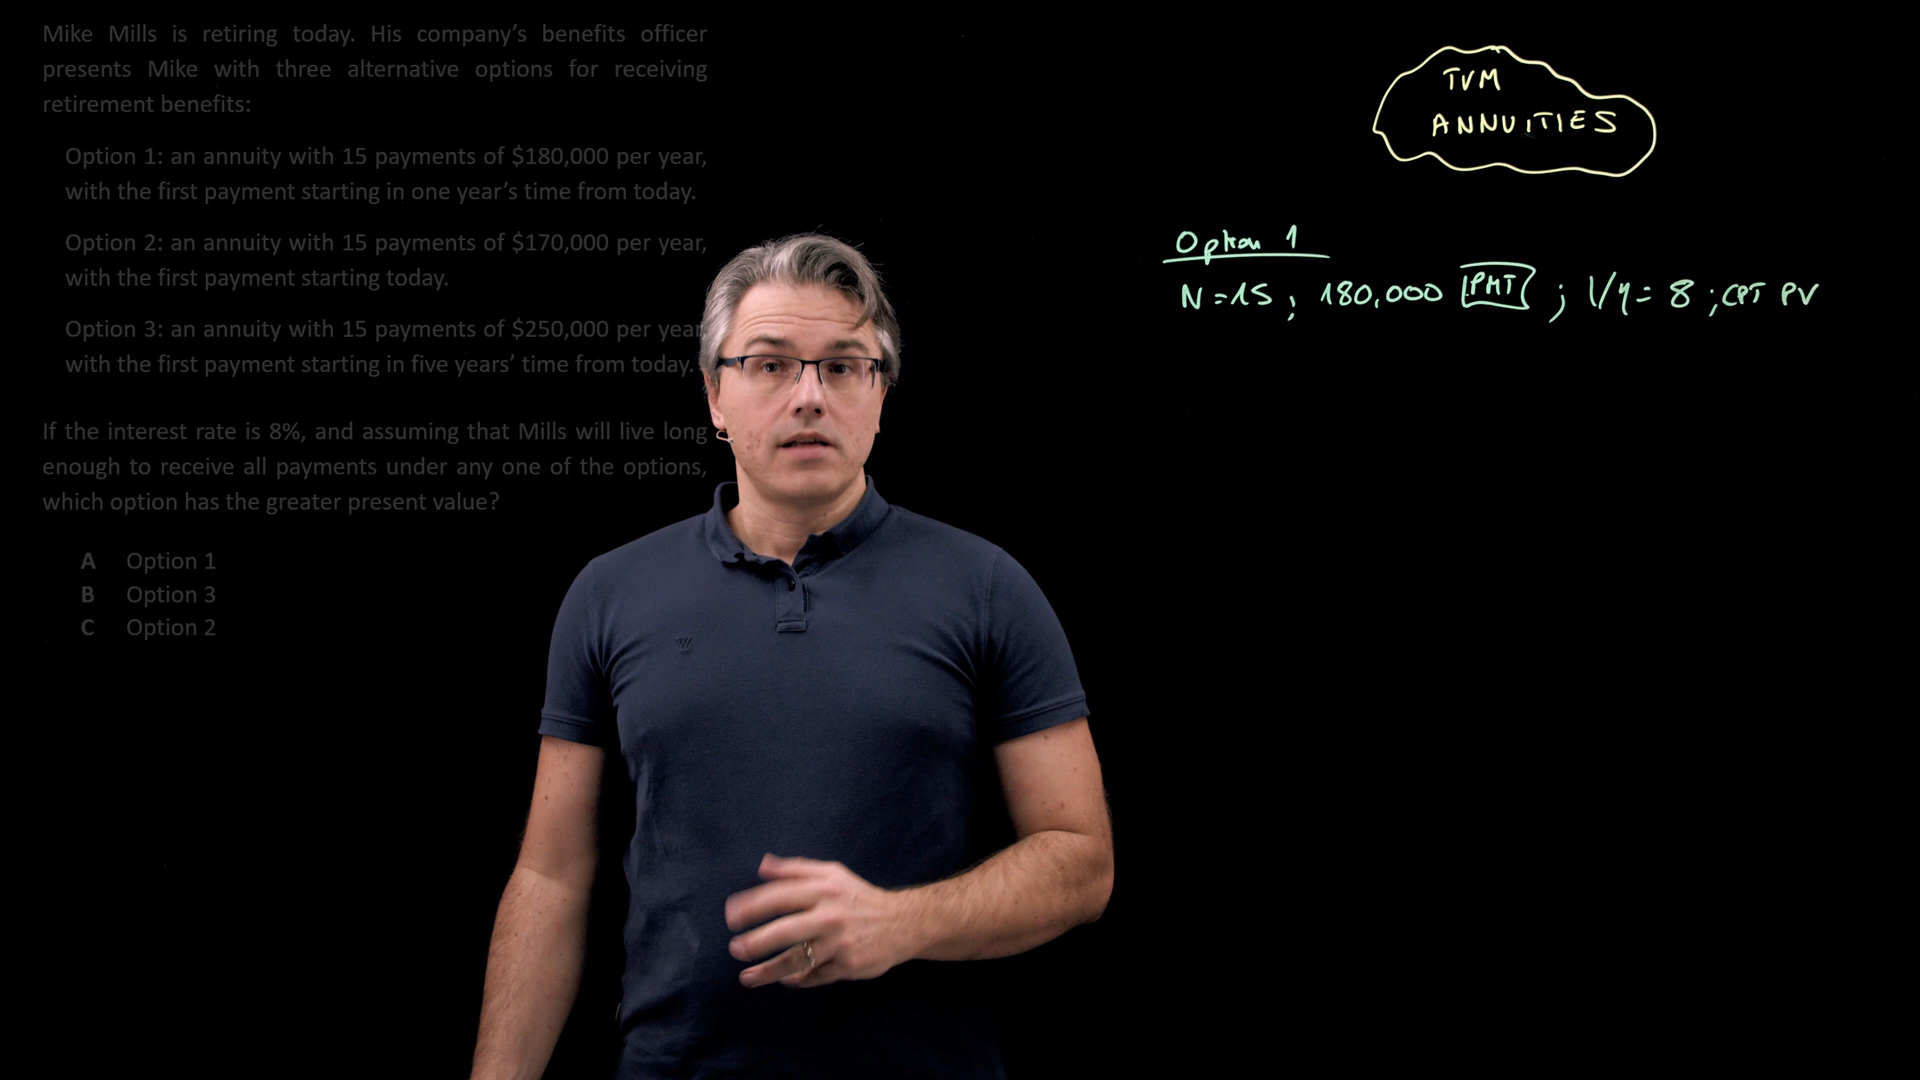 Mike Mills is retiring today. His company’s benefits officer
presents Mike with three alternative options for receiving
retirement benefits:
Option 1: an annuity with 15 payments of $180,000 per year,
with the first payment starting in one year’s time from today.
Option 2: an annuity with 15 payments of $170,000 per year,
with the first payment starting today.
Option 3: an annuity with 15 payments of $250,000 per year
with the first payment starting in five years’ time from today.
If the interest rate is 8%, and assuming that Mills will live long
enough to receive all payments under any one of the options,
which option has the greater present value?
A Option 1
B Option 3
C Option 2
TVM
ANNUITIES
Option 1
N=15 ; 180,000 PMT ; I/Y= 8 ; CPT PV
W